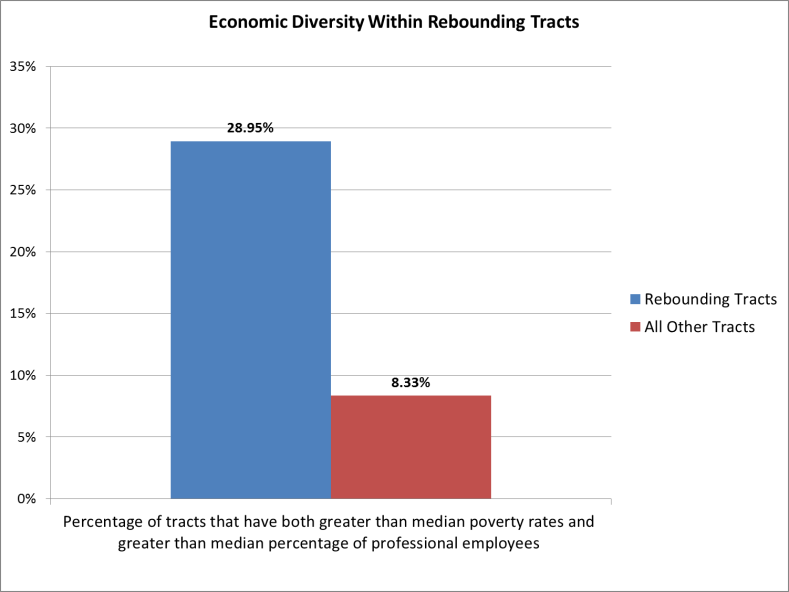 Economic Diversity Within Rebounding Tracts
35%
30%
25%
20%
15%
10%
5%
0%
28.95%
8.33%
Percentage of tracts that have both greater than median poverty rates and
greater than median percentage of professional employees
Rebounding Tracts
All Other Tracts